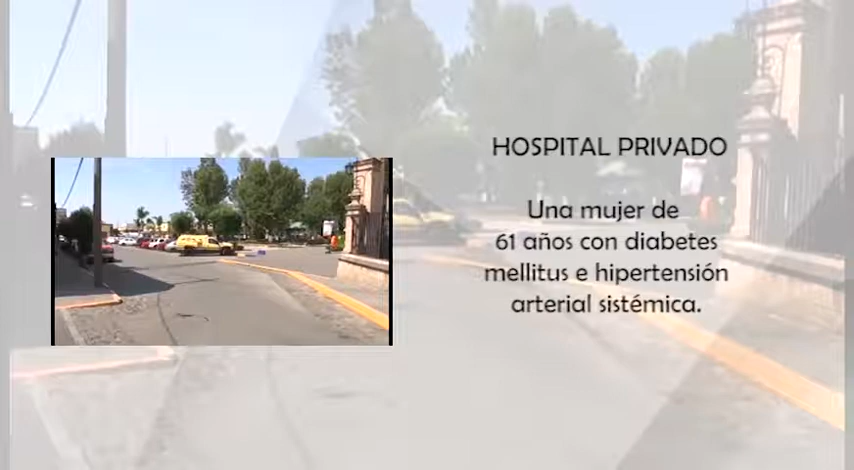 HOSPITAL PRIVADO
Una mujer de
61 años con diabetes
mellitus e hipertensión
arterial sistémica.